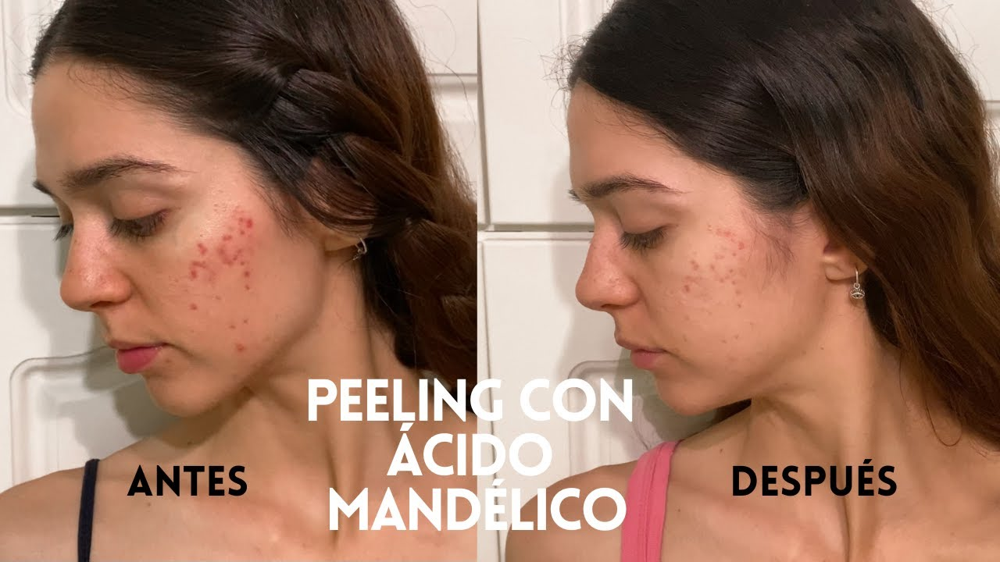 PEELING CON
ÁCIDO
MANDÉLICO
ANTES
DESPUÉS